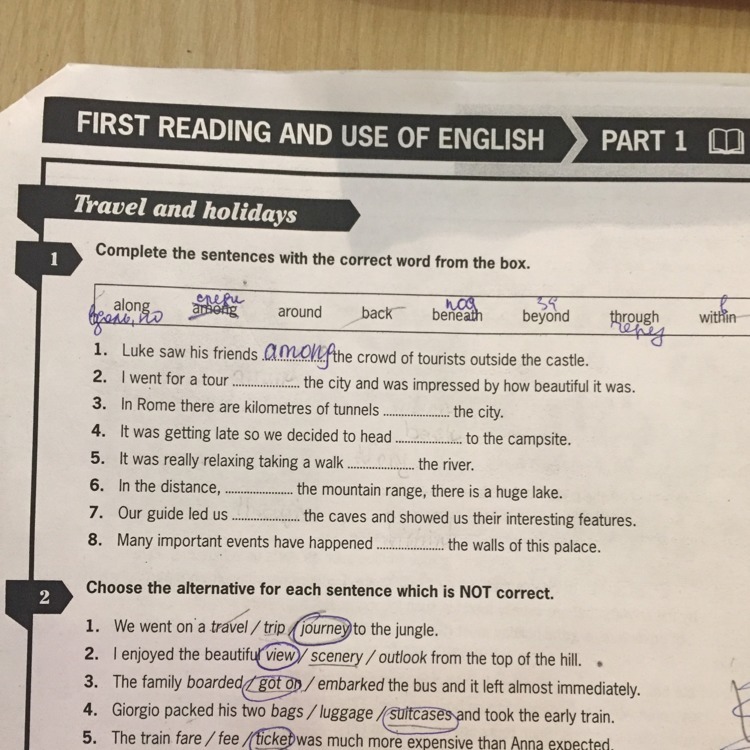 FIRST READING AND USE OF ENGLISH PART 1
Travel and holidays
1 Complete the sentences with the correct word from the box.
along among around back beneath beyond through within
вдоль, по среди под за через в
1. Luke saw his friends among the crowd of tourists outside the castle.
2. I went for a tour .................... the city and was impressed by how beautiful it was.
3. In Rome there are kilometres of tunnels .................... the city.
4. It was getting late so we decided to head .................... to the campsite.
5. It was really relaxing taking a walk .................... the river.
6. In the distance, .................... the mountain range, there is a huge lake.
7. Our guide led us .................... the caves and showed us their interesting features.
8. Many important events have happened .................... the walls of this palace.
2 Choose the alternative for each sentence which is NOT correct.
1. We went on a travel / trip / journey to the jungle.
2. I enjoyed the beautiful view / scenery / outlook from the top of the hill.
3. The family boarded / got on / embarked the bus and it left almost immediately.
4. Giorgio packed his two bags / luggage / suitcases and took the early train.
5. The train fare / fee / ticket was much more expensive than Anna expected.